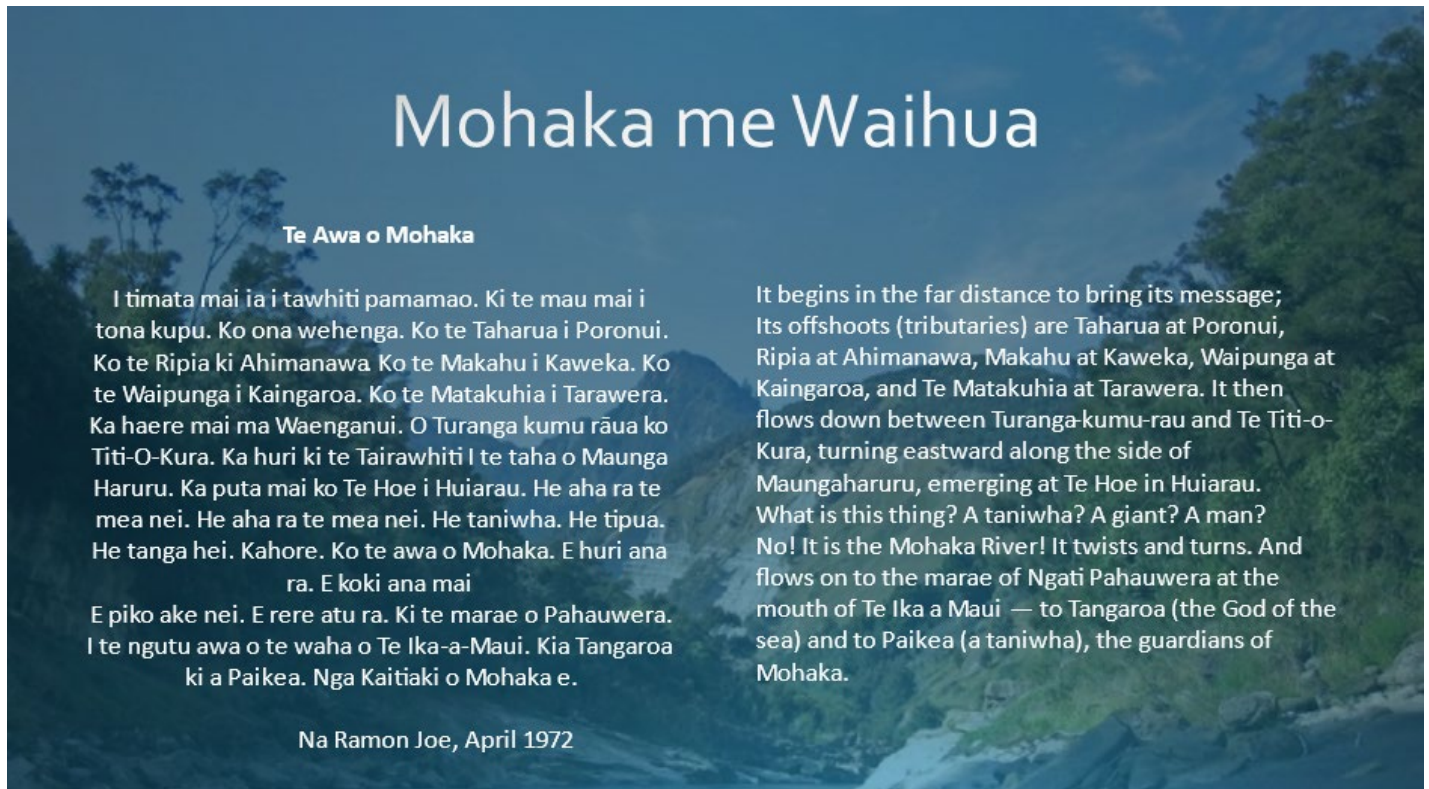 Mohaka me Waihua
Te Awa o Mohaka
I timata mai ia i tawhiti pamamao. Ki te mau mai i
tona kupu. Ko ona wehenga. Ko te Taharua i Poronui.
Ko te Ripia ki Ahimanawa. Ko te Makahu i Kaweka. Ko
te Waipunga i Kaingaroa. Ko te Matakuhia i Tarawera.
Ka haere mai ma Waenganui. O Turanga kumu rāua ko
Titi-O-Kura. Ka huri ki te Tairawhiti I te taha o Maunga
Haruru. Ka puta mai ko Te Hoe i Huiarau. He aha ra te
mea nei. He aha ra te mea nei. He taniwha. He tipua.
He tanga hei. Kahore. Ko te awa o Mohaka. E huri ana
ra. E koki ana mai
E piko ake nei. E rere atu ra. Ki te marae o Pahauwera.
I te ngutu awa o te waha o Te Ika-a-Maui. Kia Tangaroa
ki a Paikea. Nga Kaitiaki o Mohaka e.
Na Ramon Joe, April 1972
It begins in the far distance to bring its message;
Its offshoots (tributaries) are Taharua at Poronui,
Ripia at Ahimanawa, Makahu at Kaweka, Waipunga at
Kaingaroa, and Te Matakuhia at Tarawera. It then
flows down between Turanga-kumu-rau and Te Titi-o-
Kura, turning eastward along the side of
Maungaharuru, emerging at Te Hoe in Huiarau.
What is this thing? A taniwha? A giant? A man?
No! It is the Mohaka River! It twists and turns. And
flows on to the marae of Ngati Pahauwera at the
mouth of Te Ika a Maui — to Tangaroa (the God of the
sea) and to Paikea (a taniwha), the guardians of
Mohaka.